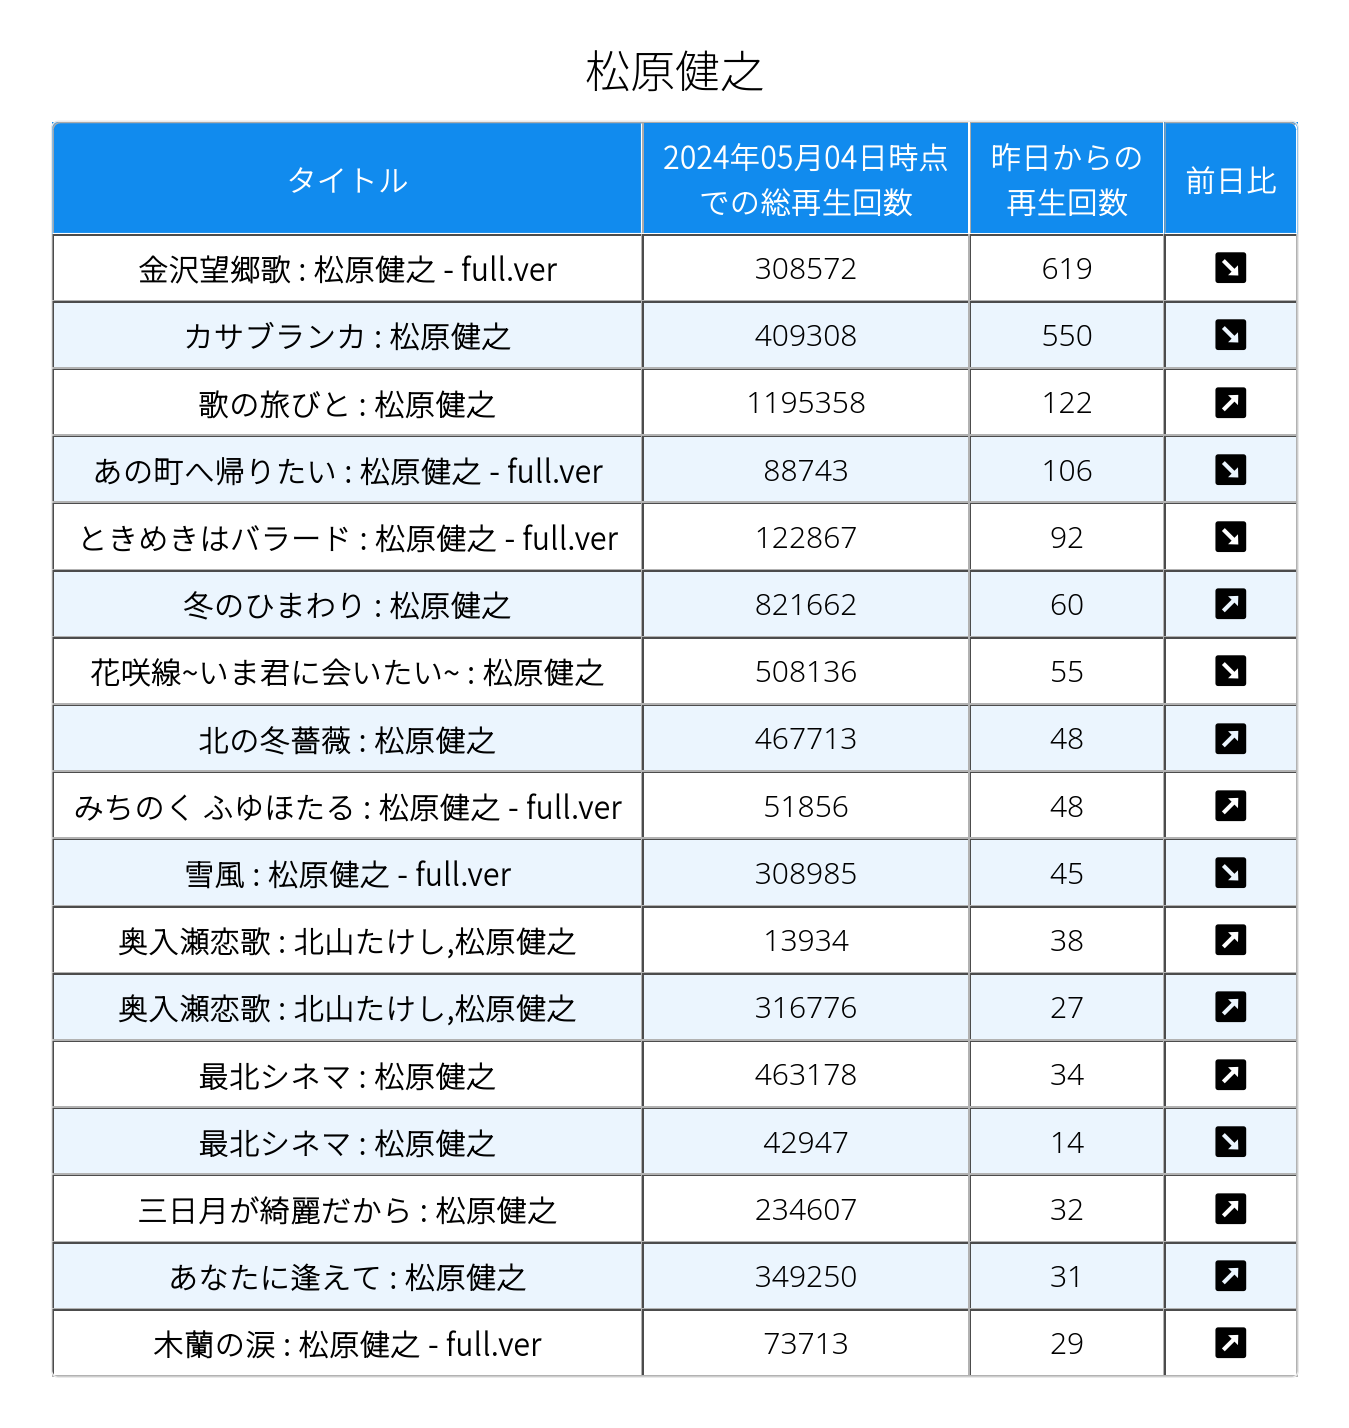 松原健之
タイトル
2024年05月04日時点
での総再生回数
昨日からの
再生回数
前日比
金沢望郷歌 : 松原健之 - full.ver 308572 619
カサブランカ : 松原健之 409308 550
歌の旅びと : 松原健之 1195358 122
あの町へ帰りたい : 松原健之 - full.ver 88743 106
ときめきはバラード : 松原健之 - full.ver 122867 92
冬のひまわり : 松原健之 821662 60
花咲線~いま君に会いたい~ : 松原健之 508136 55
北の冬薔薇 : 松原健之 467713 48
みちのく ふゆほたる : 松原健之 - full.ver 51856 48
雪風 : 松原健之 - full.ver 308985 45
奥入瀬恋歌 : 北山たけし,松原健之 13934 38
奥入瀬恋歌 : 北山たけし,松原健之 316776 27
最北シネマ : 松原健之 463178 34
最北シネマ : 松原健之 42947 14
三日月が綺麗だから : 松原健之 234607 32
あなたに逢えて : 松原健之 349250 31
木蘭の涙 : 松原健之 - full.ver 73713 29